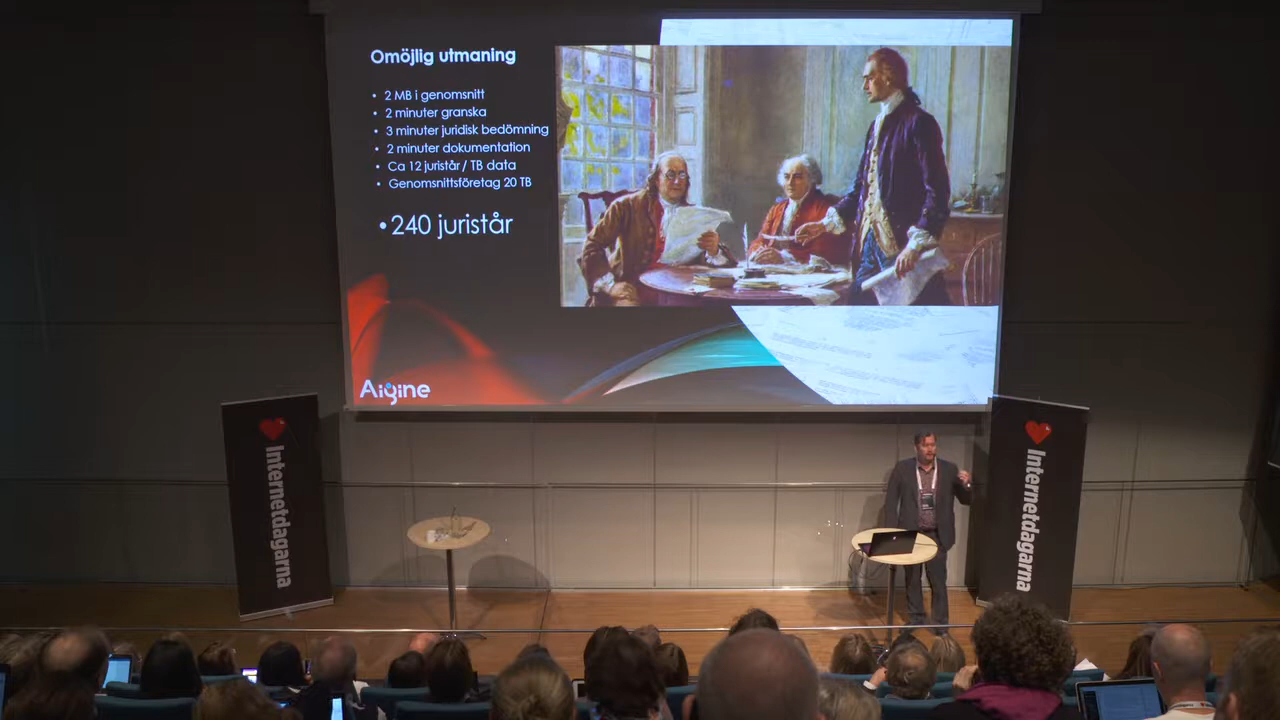 Omöjlig utmaning
• 2 MB i genomsnitt
• 2 minuter granska
• 3 minuter juridisk bedömning
• 2 minuter dokumentation
• Ca 12 juristår / TB data
• Genomsnittsföretag 20 TB
• 240 juristår
Aigine
Internetdagarna
Internetdagarna